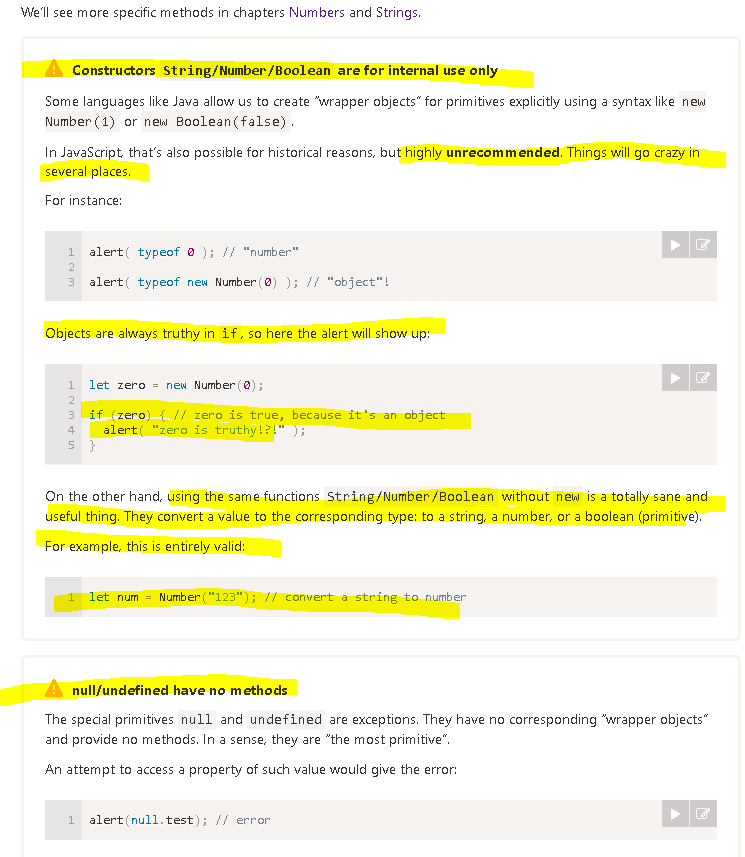 We'll see more specific methods in chapters Numbers and Strings.
Constructors String/Number/Boolean are for internal use only
Some languages like Java allow us to create “wrapper objects” for primitives explicitly using a syntax like new
Number(1) or new Boolean(false).
In JavaScript, that's also possible for historical reasons, but highly unrecommended. Things will go crazy in
several places.
For instance:
1 alert( typeof 0 ); // "number"
2
3 alert( typeof new Number(0) ); // "object"!
Objects are always truthy in if, so here the alert will show up:
1 let zero = new Number(0);
2
3 if (zero) { // zero is true, because it's an object
4 alert( "zero is truthy!?!" );
5 }
On the other hand, using the same functions String/Number/Boolean without new is a totally sane and
useful thing. They convert a value to the corresponding type: to a string, a number, or a boolean (primitive).
For example, this is entirely valid:
1 let num = Number("123"); // convert a string to number
null/undefined have no methods
The special primitives null and undefined are exceptions. They have no corresponding “wrapper objects”
and provide no methods. In a sense, they are “the most primitive”.
An attempt to access a property of such value would give the error:
1 alert(null.test); // error